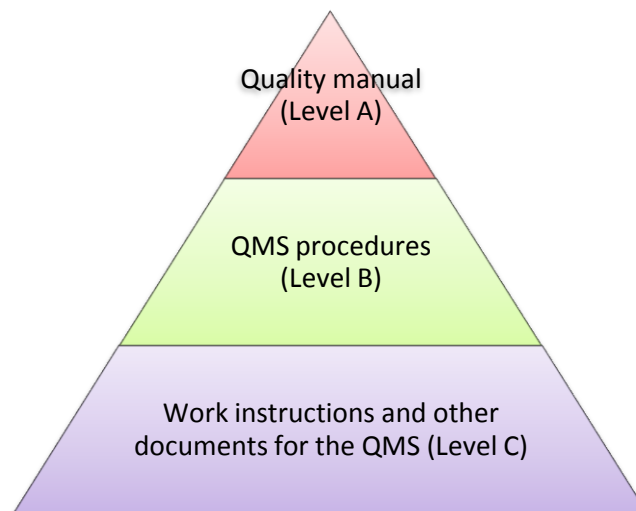 Quality manual
(Level A)
QMS procedures
(Level B)
Work instructions and other
documents for the QMS (Level C)